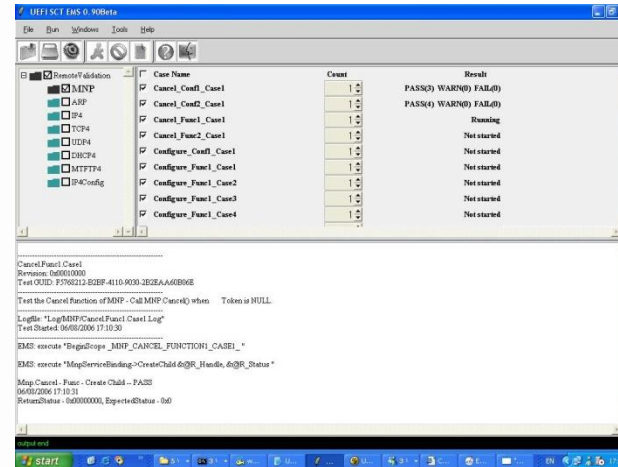 UEFI SCT EMS 0.90Beta
File Run Windows Tools Help
RemoteValidation
MNP
ARP
IP4
TCP4
UDP4
DHCP4
MTFTP4
IP4Config
Case Name Count Result
Cancel_Conf1_Case1 1 PASS(3) WARN(0) FAIL(0)
Cancel_Conf2_Case1 1 PASS(4) WARN(0) FAIL(0)
Cancel_Func1_Case1 1 Running
Cancel_Func2_Case1 1 Not started
Configure_Conf1_Case1 1 Not started
Configure_Func1_Case1 1 Not started
Configure_Func1_Case2 1 Not started
Configure_Func1_Case3 1 Not started
Configure_Func1_Case4 1 Not started
Cancel.Func1.Case1
Revision: 0x00010000
Test GUID: F5768212-B2BF-4110-9030-2B2EAA60B06E
Test the Cancel function of MNP - Call MNP.Cancel() when Token is NULL.
Logfile: "Log/MNP/Cancel.Func1.Case1.Log"
Test Started: 06/08/2006 17:10:30
EMS: execute "BeginScope _MNP_CANCEL_FUNCTION1_CASE1_ "
EMS: execute "MnpServiceBinding->CreateChild &@R_Handle, &@R_Status "
Mnp.Cancel - Func - Create Child -- PASS
06/08/2006 17:10:31
ReturnStatus - 0x00000000, ExpectedStatus - 0x0
output end
start
EN